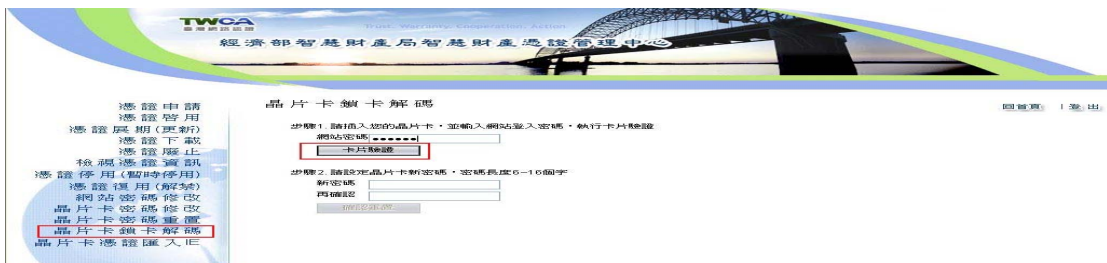 TWCA
臺灣網路認證
Trust, Warranty, Cooperation, Action
經濟部智慧財產局智慧財產憑證管理中心
憑證申請
憑證啓用
憑證展期(更新)
憑證下載
憑證廢止
檢視憑證資訊
憑證停用(暫時停用)
憑證復用(解禁)
網站密碼修改
晶片卡密碼修改
晶片卡密碼重置
晶片卡鎖卡解碼
晶片卡憑證匯入IE
晶片卡鎖卡解碼
回首頁 | 登出
步驟1.請插入您的晶片卡，並輸入網站登入密碼，執行卡片驗證
網站密碼 ••••••
卡片驗證
步驟2.請設定晶片卡新密碼，密碼長度6-16個字
新密碼
再確認